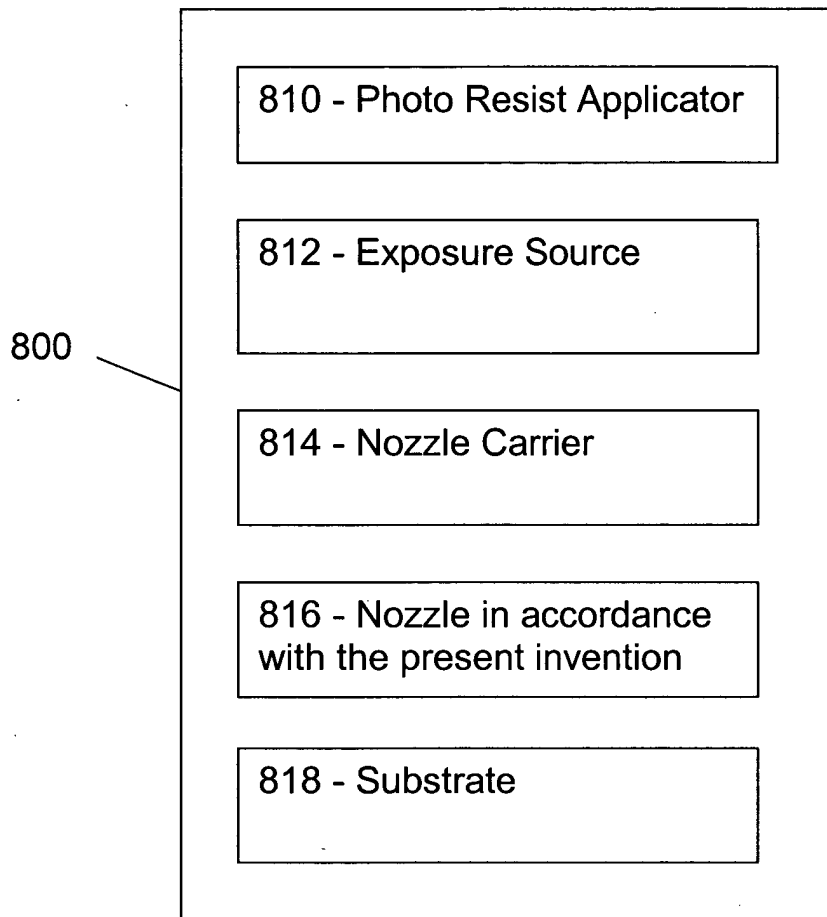 810 - Photo Resist Applicator
812 - Exposure Source
800
814 - Nozzle Carrier
816 - Nozzle in accordance
with the present invention
818 - Substrate